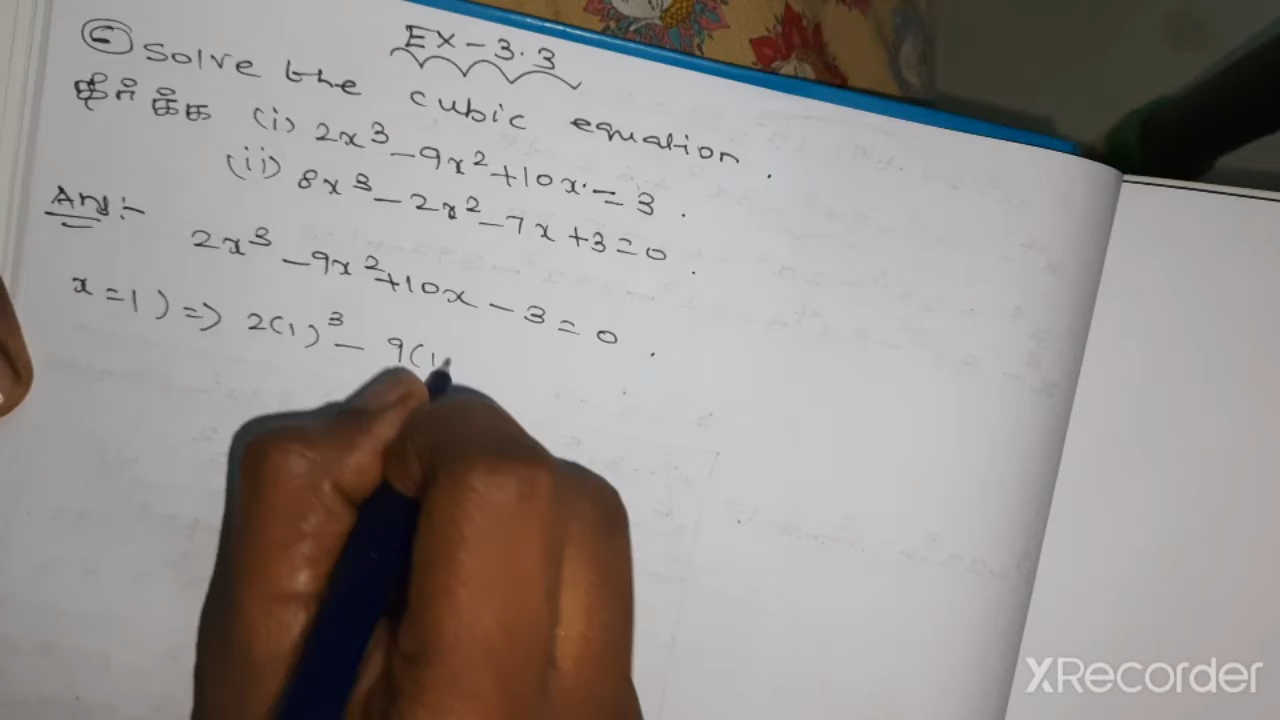 EX-3.3
6 Solve the cubic equation.
தீர்க்க (i) 2x³-9x²+10x=3.
(ii) 8x³-2x²-7x+3=0.
Ans:-
2x³-9x²+10x-3=0.
x=1) => 2(1)³-9(1
XRecorder